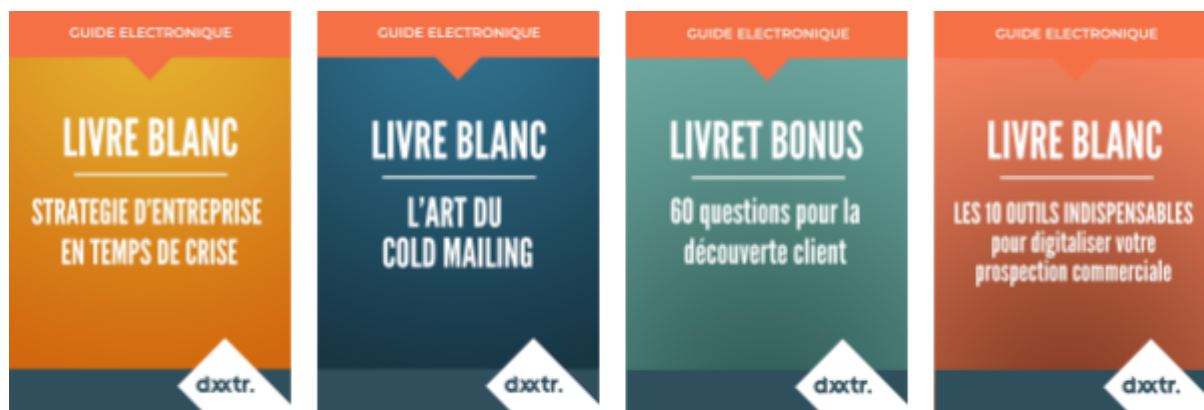 GUIDE ELECTRONIQUE
LIVRE BLANC
STRATEGIE D'ENTREPRISE
EN TEMPS DE CRISE
dxxtr.
GUIDE ELECTRONIQUE
LIVRE BLANC
L'ART DU
COLD MAILING
dxxtr.
GUIDE ELECTRONIQUE
LIVRET BONUS
60 questions pour la
découverte client
dxxtr.
GUIDE ELECTRONIQUE
LIVRE BLANC
LES 10 OUTILS INDISPENSABLES
pour digitaliser votre
prospection commerciale
dxxtr.